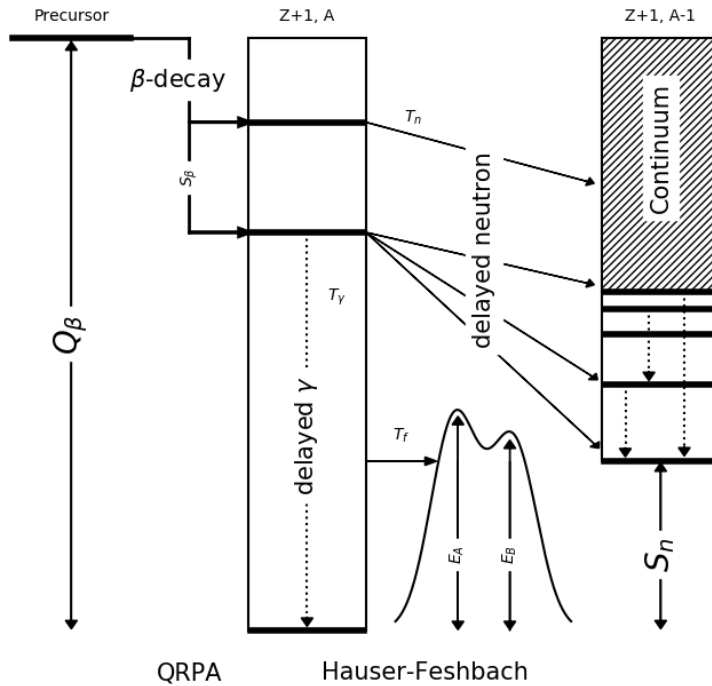 Precursor
Z+1, A
Z+1, A-1
β-decay
T_n
S_β
Continuum
delayed neutron
T_γ
Q_β
delayed γ
T_f
E_A
E_B
S_n
QRPA
Hauser-Feshbach